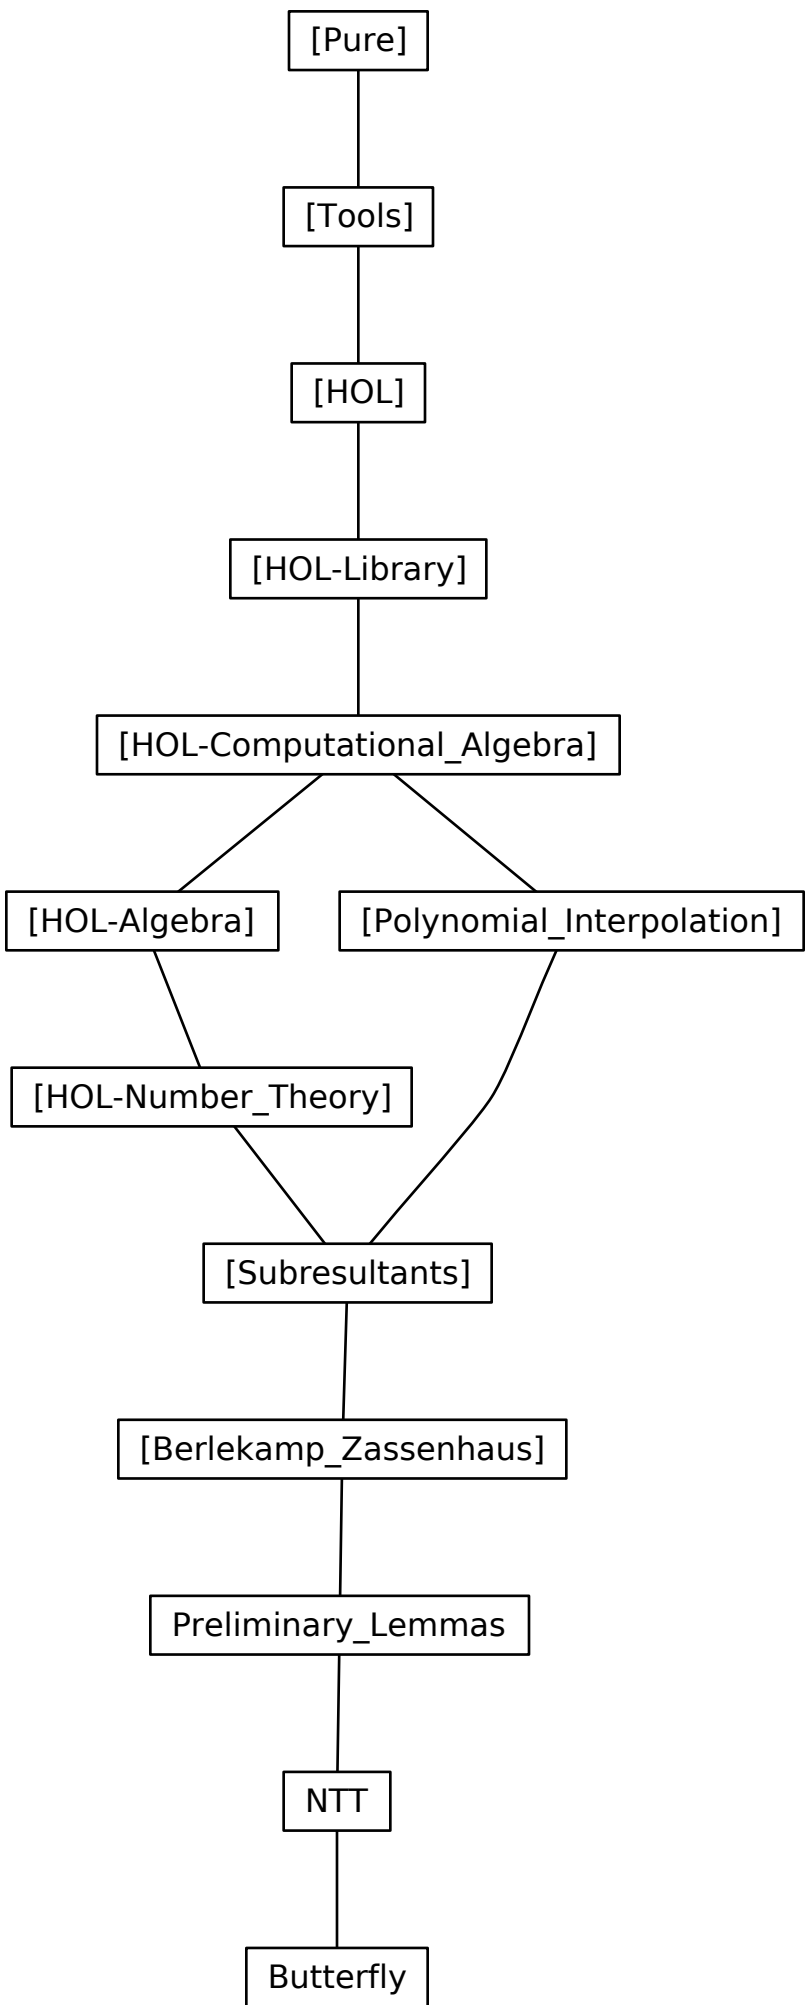 [Pure]
[Tools]
[HOL]
[HOL-Library]
[HOL-Computational_Algebra]
[HOL-Algebra]
[Polynomial_Interpolation]
[HOL-Number_Theory]
[Subresultants]
[Berlekamp_Zassenhaus]
Preliminary_Lemmas
NTT
Butterfly